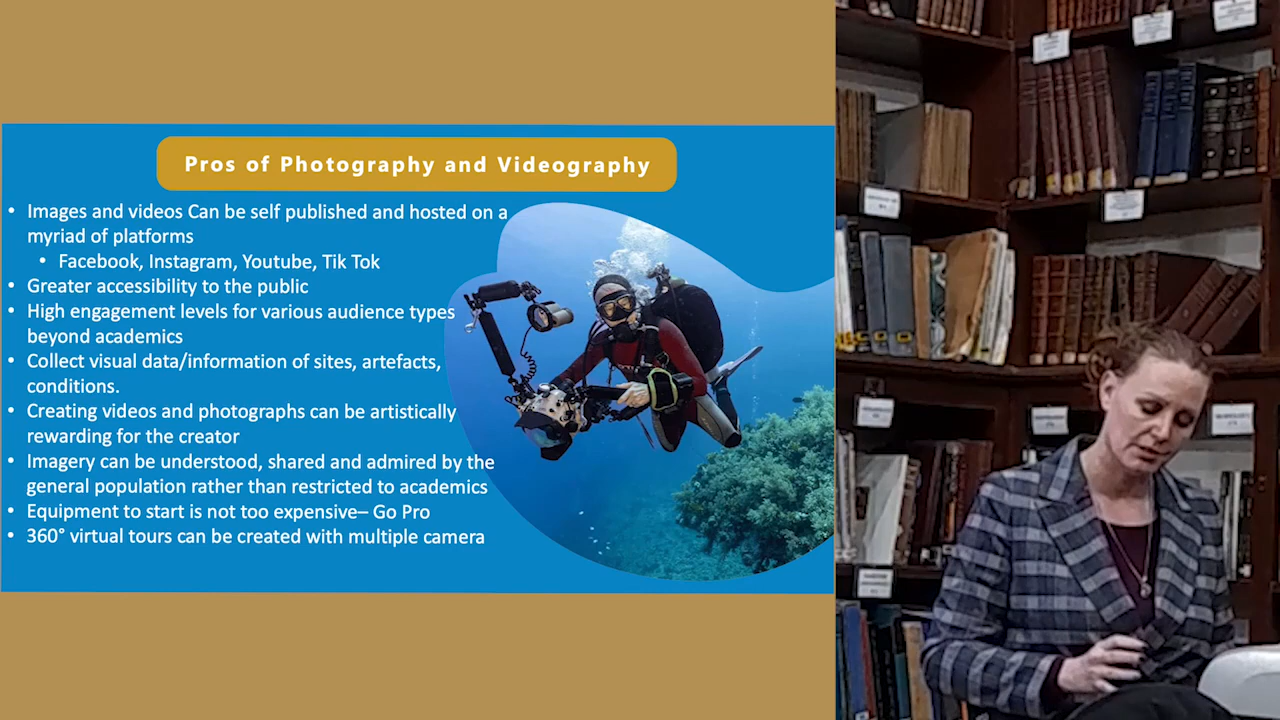 Pros of Photography and Videography
• Images and videos Can be self published and hosted on a
myriad of platforms
• Facebook, Instagram, Youtube, Tik Tok
• Greater accessibility to the public
• High engagement levels for various audience types
beyond academics
• Collect visual data/information of sites, artefacts,
conditions.
• Creating videos and photographs can be artistically
rewarding for the creator
• Imagery can be understood, shared and admired by the
general population rather than restricted to academics
• Equipment to start is not too expensive– Go Pro
• 360° virtual tours can be created with multiple camera